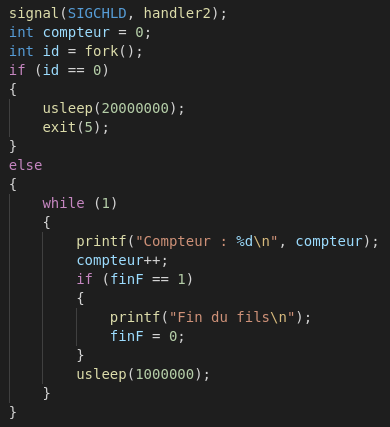 signal(SIGCHLD, handler2);
int compteur = 0;
int id = fork();
if (id == 0)
{
    usleep(20000000);
    exit(5);
}
else
{
    while (1)
    {
        printf("Compteur : %d\n", compteur);
        compteur++;
        if (finF == 1)
        {
            printf("Fin du fils\n");
            finF = 0;
        }
        usleep(1000000);
    }
}